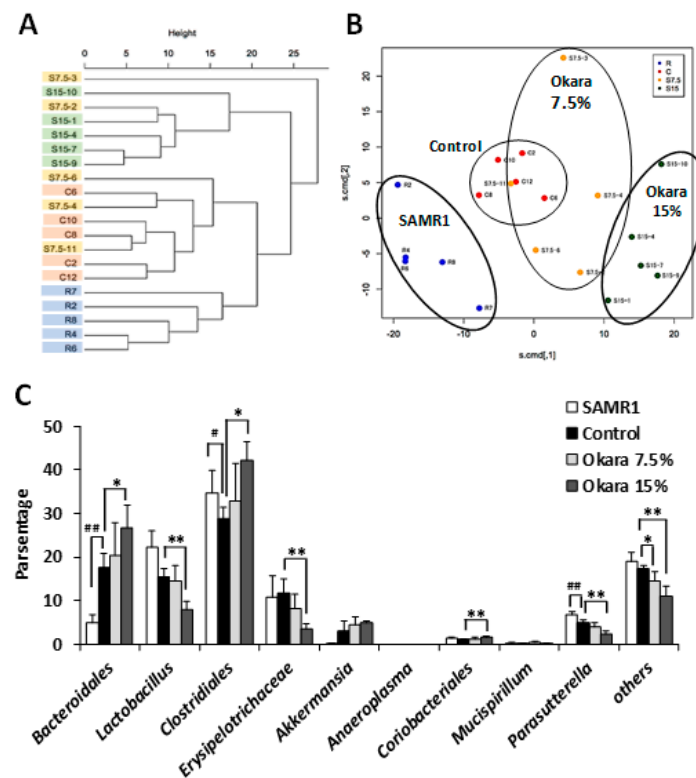 A
Height
0 5 10 15 20 25
S7.5-3
S15-10
S7.5-2
S15-1
S15-4
S15-7
S15-9
S7.5-6
C6
S7.5-4
C10
C8
S7.5-11
C2
C12
R7
R2
R8
R4
R6
B
s.cmd[,2]
20
15
10
5
0
-5
-10
-20 -10 0 10 20
s.cmd[,1]
R
C
S7.5
S15
S7.5-3
Okara
7.5%
Control
C10
C2
S7.5-11
C12
C8
S7.5-4
S15-10
Okara
15%
R2
SAMR1
S15-4
S7.5-6
R4
R6
R8
S15-7
S15-1
R7
C
Parsentage
50
40
30
20
10
0
SAMR1
Control
Okara 7.5%
Okara 15%
##
*
**
#
*
**
**
##
**
**
*
Bacteroidales
Lactobacillus
Clostridiales
Erysipelotrichaceae
Akkermansia
Anaeroplasma
Coriobacteriales
Mucispirillum
Parasutterella
others